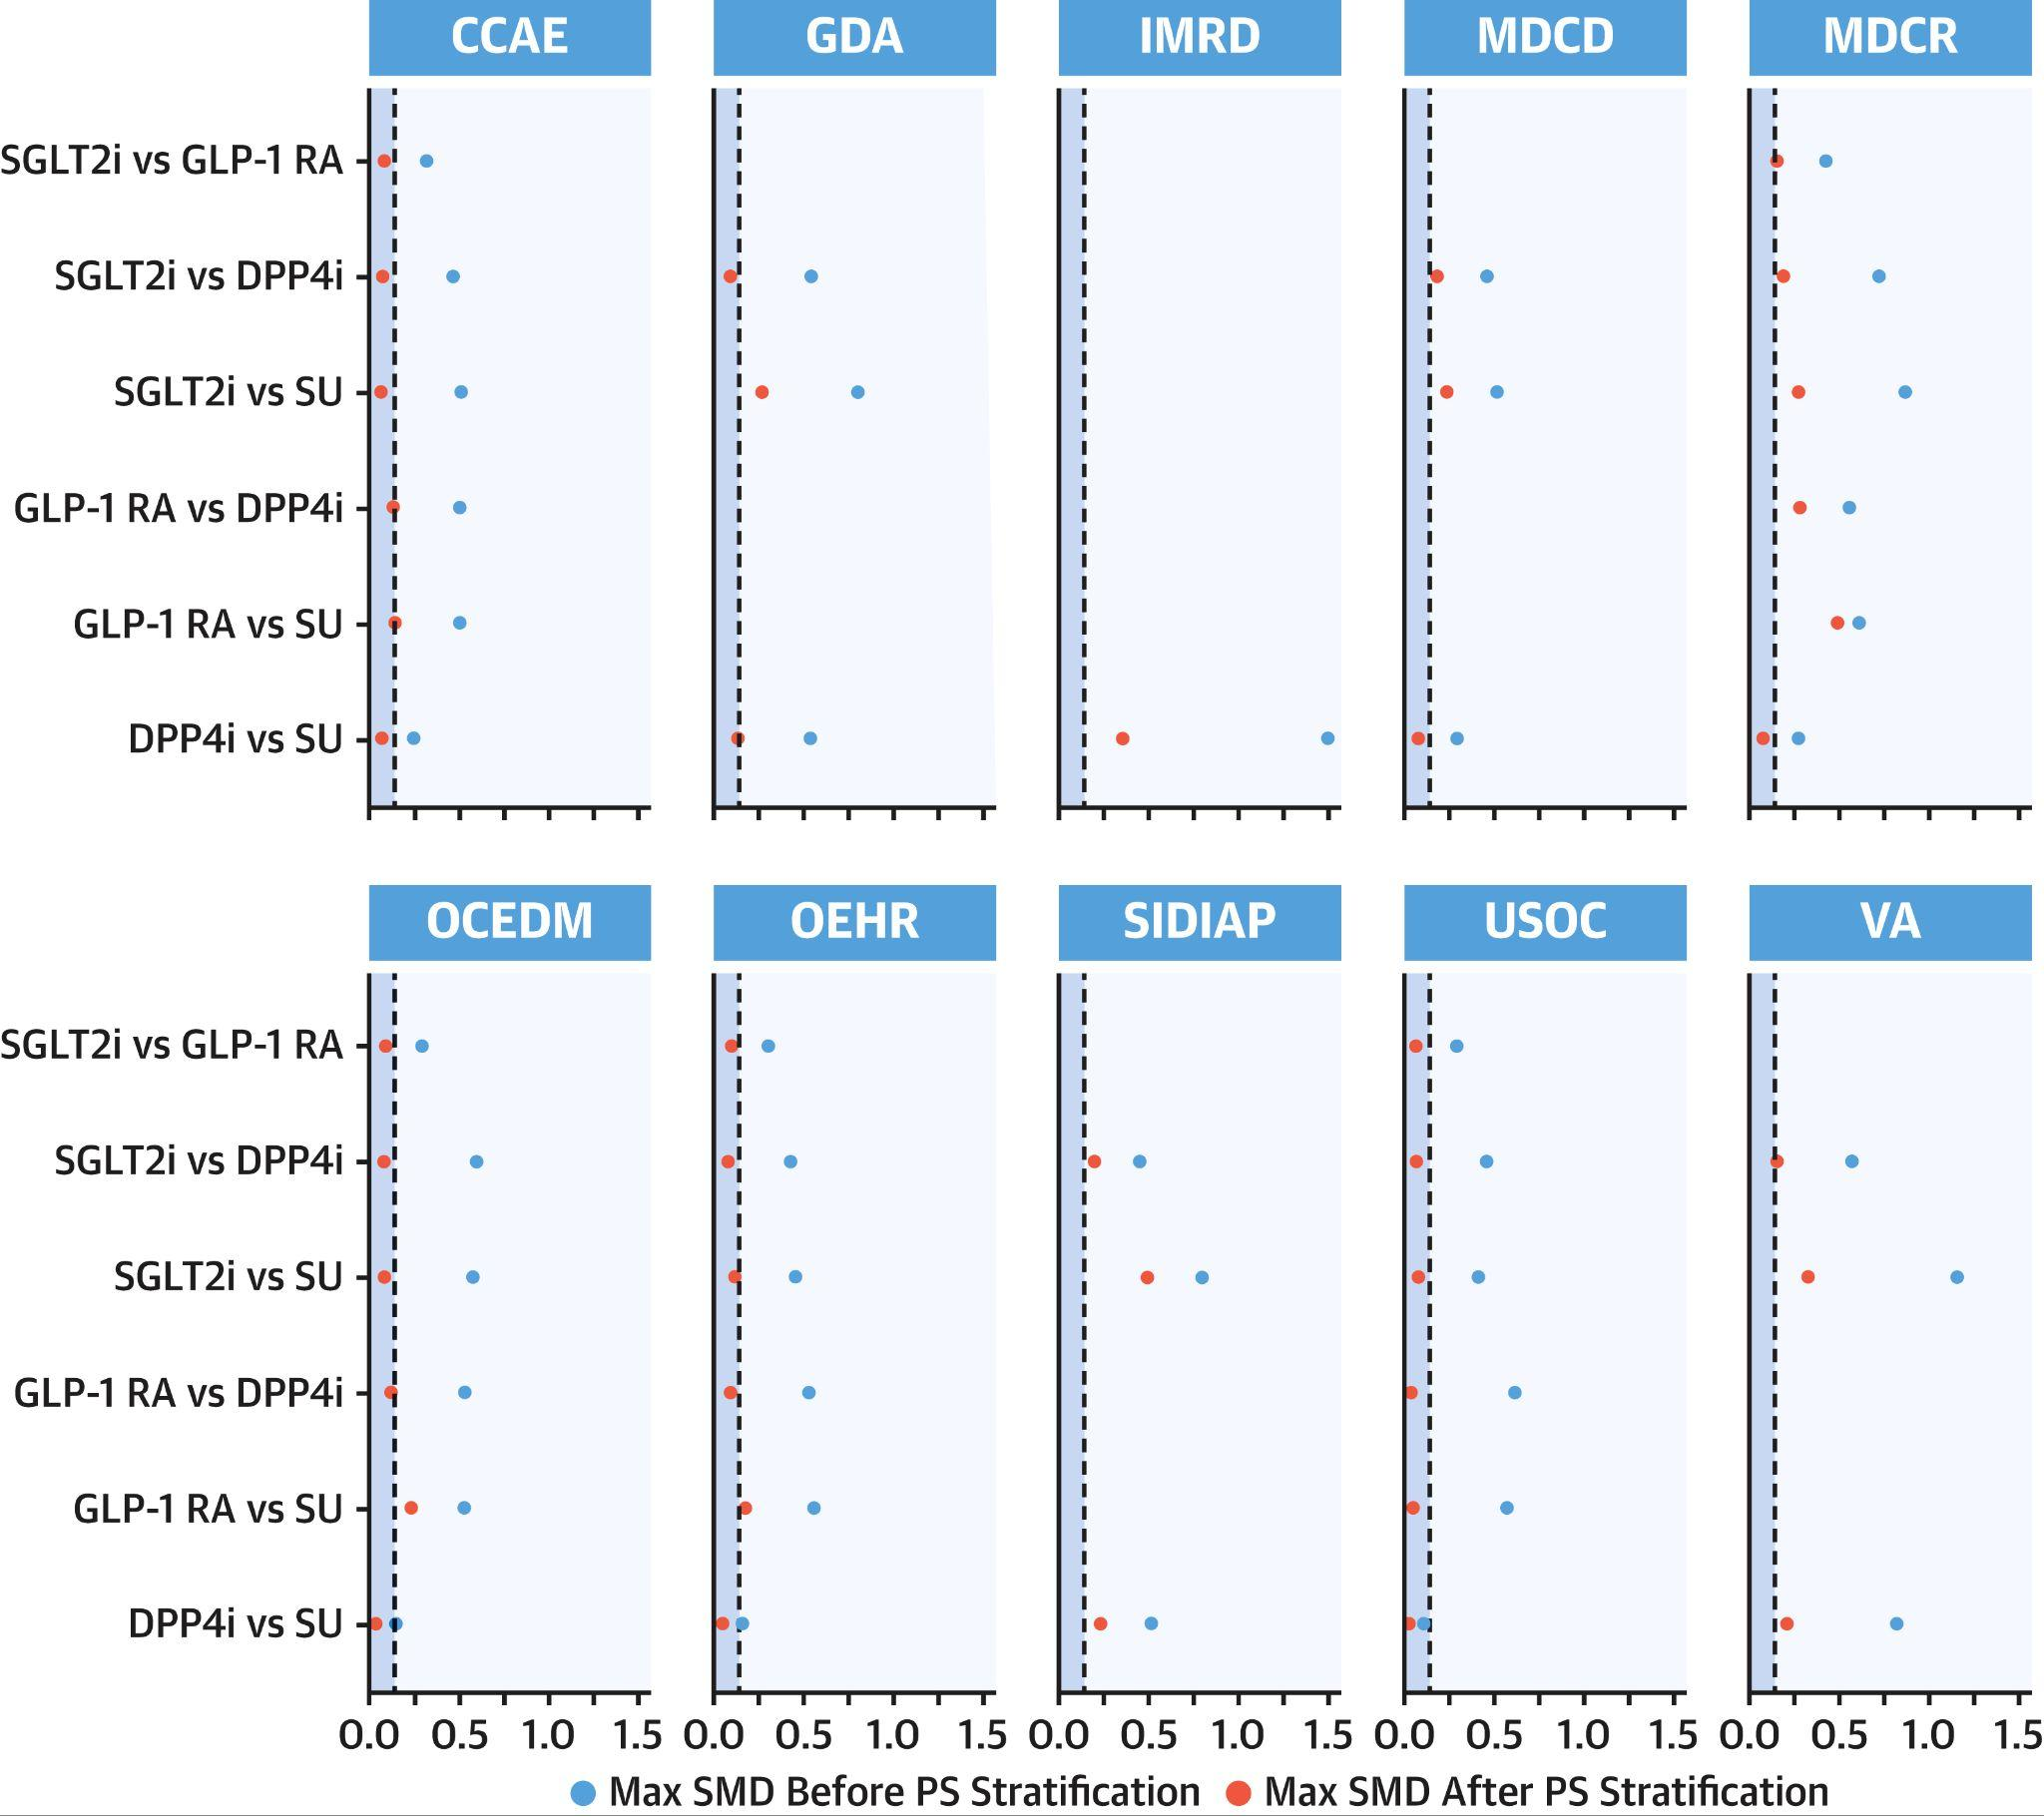 CCAE GDA IMRD MDCD MDCR
SGLT2i vs GLP-1 RA
SGLT2i vs DPP4i
SGLT2i vs SU
GLP-1 RA vs DPP4i
GLP-1 RA vs SU
DPP4i vs SU
OCEDM OEHR SIDIAP USOC VA
SGLT2i vs GLP-1 RA
SGLT2i vs DPP4i
SGLT2i vs SU
GLP-1 RA vs DPP4i
GLP-1 RA vs SU
DPP4i vs SU
0.0 0.5 1.0 1.5 0.0 0.5 1.0 1.5 0.0 0.5 1.0 1.5 0.0 0.5 1.0 1.5 0.0 0.5 1.0 1.5
Max SMD Before PS Stratification Max SMD After PS Stratification